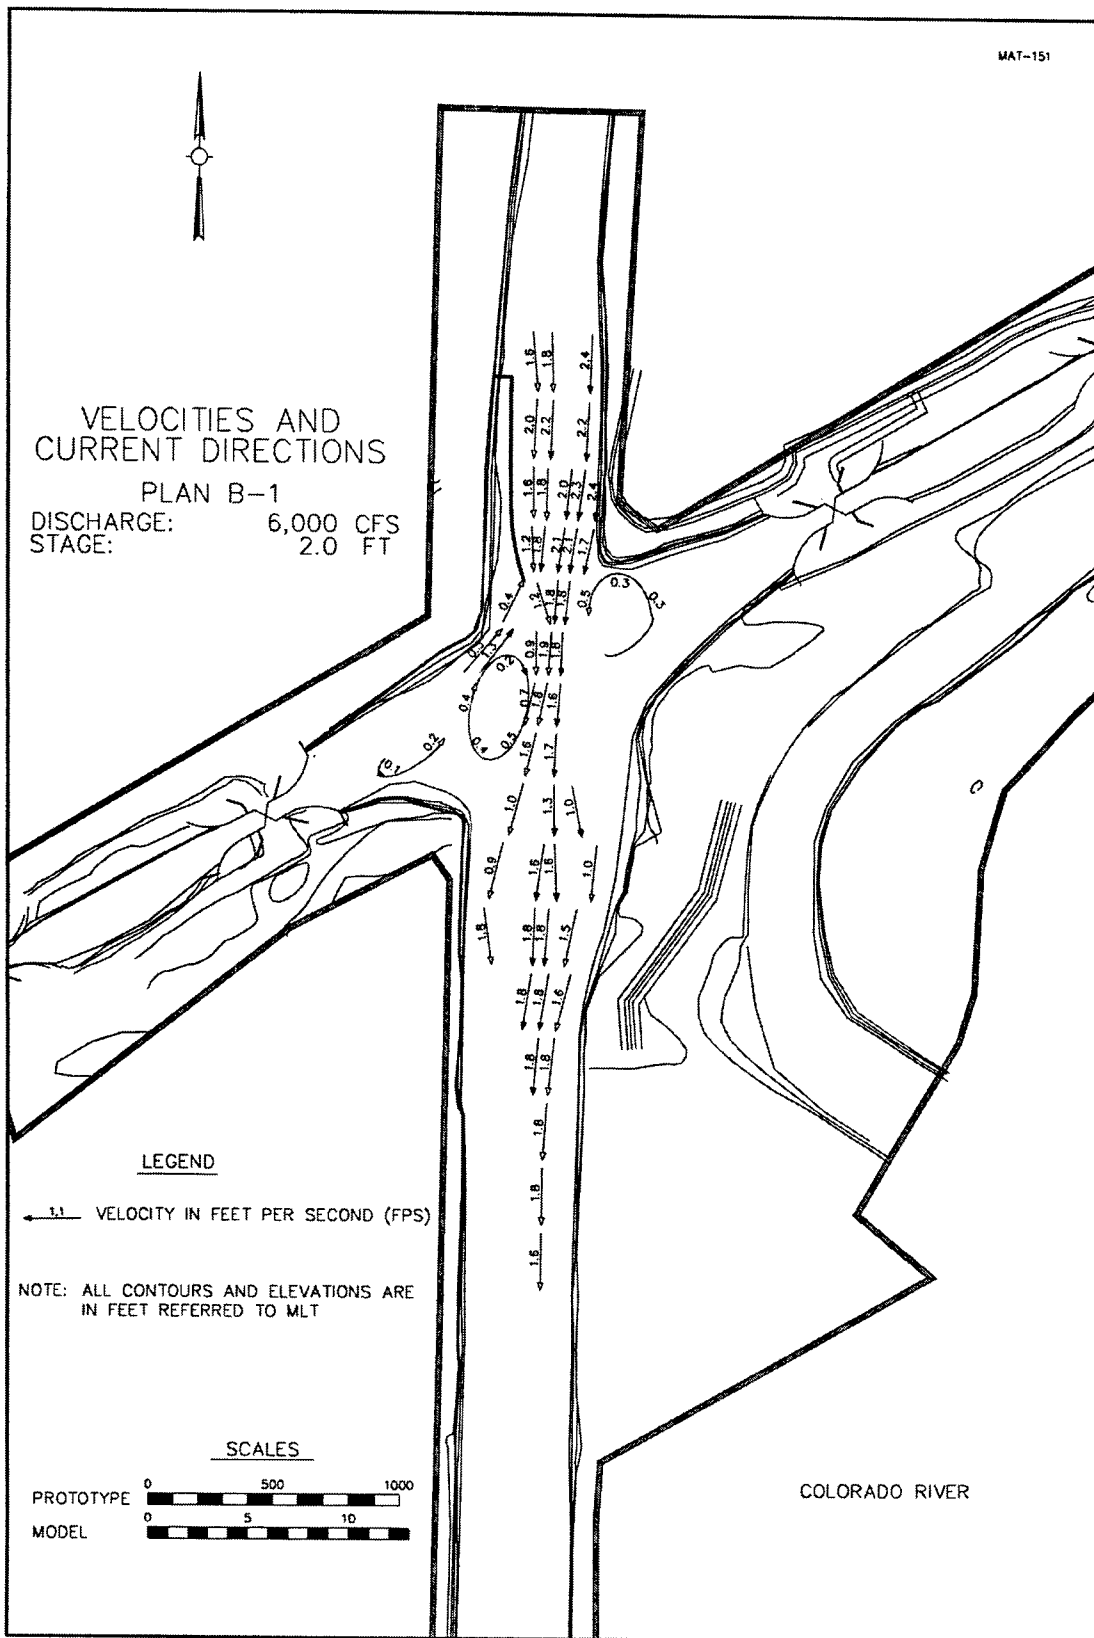 MAT-151
VELOCITIES AND
CURRENT DIRECTIONS
PLAN B-1
DISCHARGE: 6,000 CFS
STAGE: 2.0 FT
1.6 1.8 2.4
2.0 2.2 2.2
1.6 1.8 2.0 2.3 2.4
1.2 1.8 2.1 2.1 1.7
0.4 1.2 1.8 1.8 0.5 0.3 0.3
1.3 0.9 1.9 1.8
0.2
0.4 0.7 1.8 1.6
0.4 0.5 1.6 1.7
0.1 0.2
1.0 1.3 1.0
0.9 1.6 1.6 1.0
1.8 1.8 1.8 1.5
1.8 1.8 1.6
1.8 1.8
1.8
1.8
1.6
LEGEND
1.1 VELOCITY IN FEET PER SECOND (FPS)
NOTE: ALL CONTOURS AND ELEVATIONS ARE
IN FEET REFERRED TO MLT
SCALES
0 500 1000
PROTOTYPE
0 5 10
MODEL
COLORADO RIVER